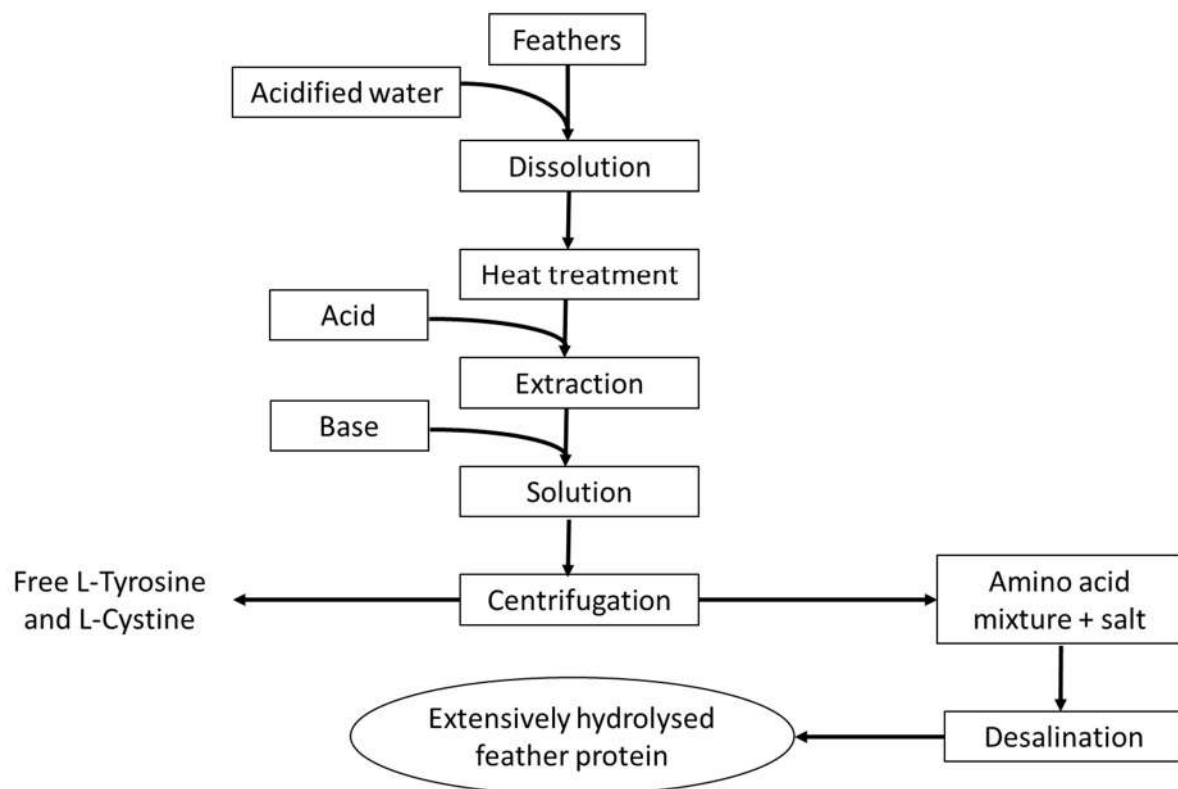 Feathers
Acidified water
Dissolution
Heat treatment
Acid
Extraction
Base
Solution
Free L-Tyrosine
and L-Cystine
Centrifugation
Amino acid
mixture + salt
Extensively hydrolysed
feather protein
Desalination